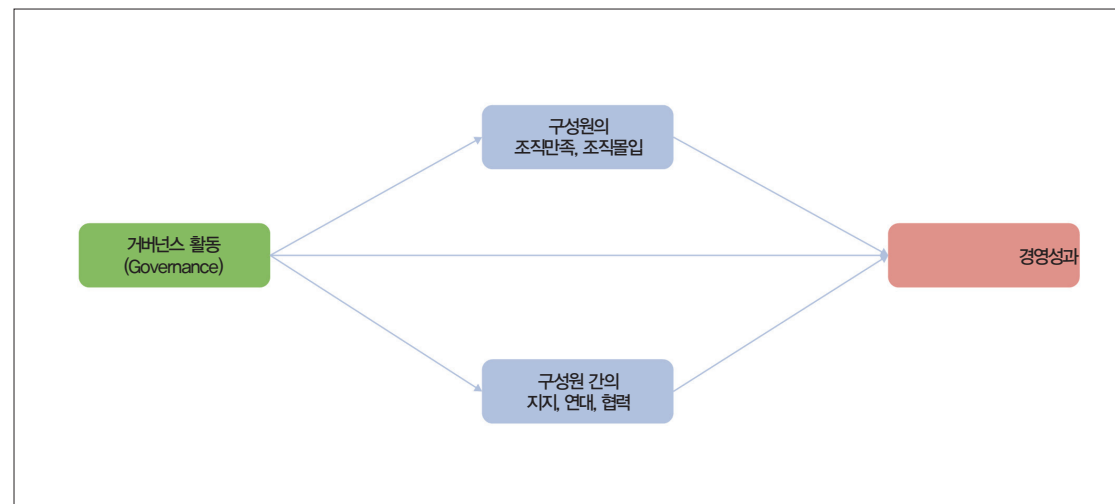 구성원의
조직만족, 조직몰입
거버넌스 활동
(Governance)
경영성과
구성원 간의
지지, 연대, 협력